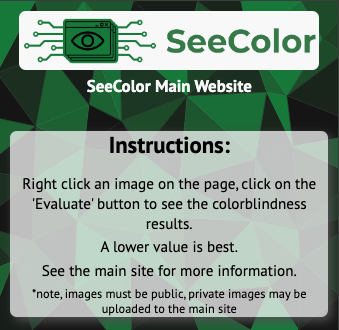 SeeColor
SeeColor Main Website
Instructions:
Right click an image on the page, click on the
'Evaluate' button to see the colorblindness
results.
A lower value is best.
See the main site for more information.
*note, images must be public, private images may be
uploaded to the main site